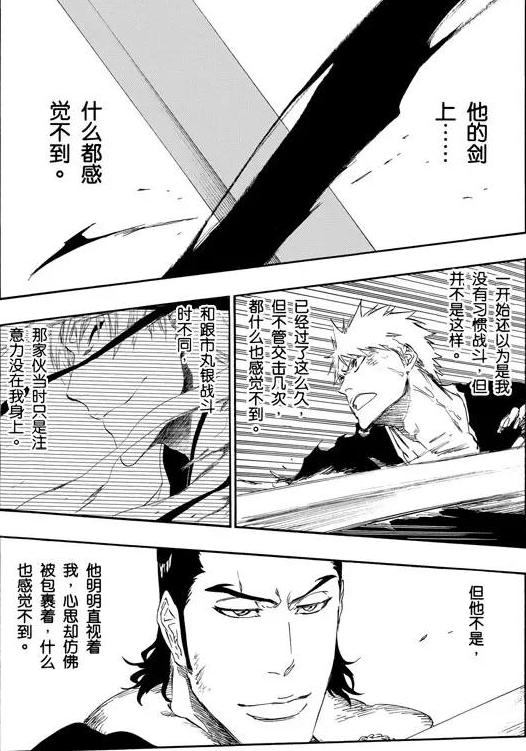 他的剑
上……
什么都感
觉不到。
一开始还以为是我
没有习惯战斗，但
并不是这样。
已经过了这么久，
但不管交击几次，
都什么也感觉不到。
和跟市丸银战斗
时不同，
那家伙当时只是注
意力没在我身上。
但他不是，
他明明直视着
我，心思却仿佛
被包裹着，什么
也感觉不到。